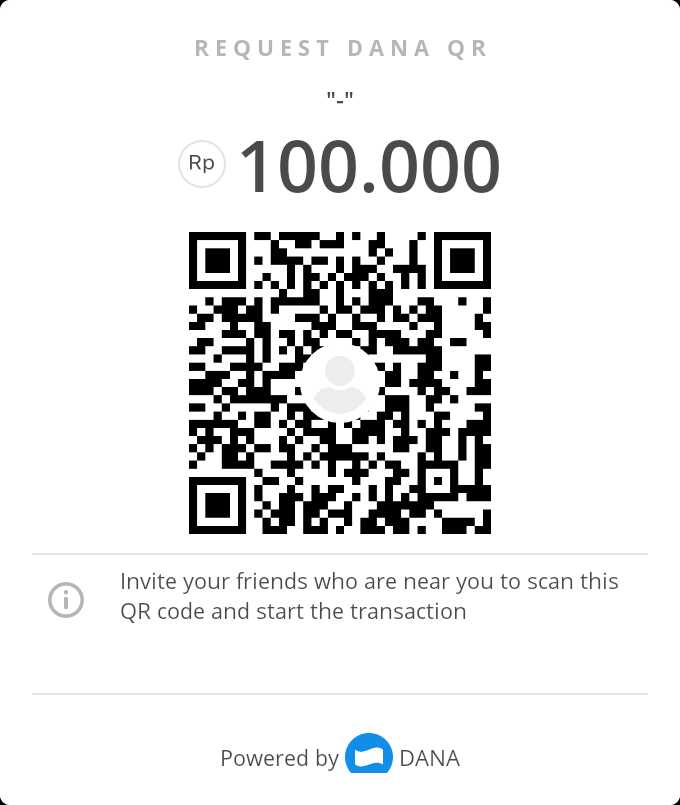 REQUEST DANA QR
"-"
Rp 100.000
Invite your friends who are near you to scan this
QR code and start the transaction
Powered by DANA